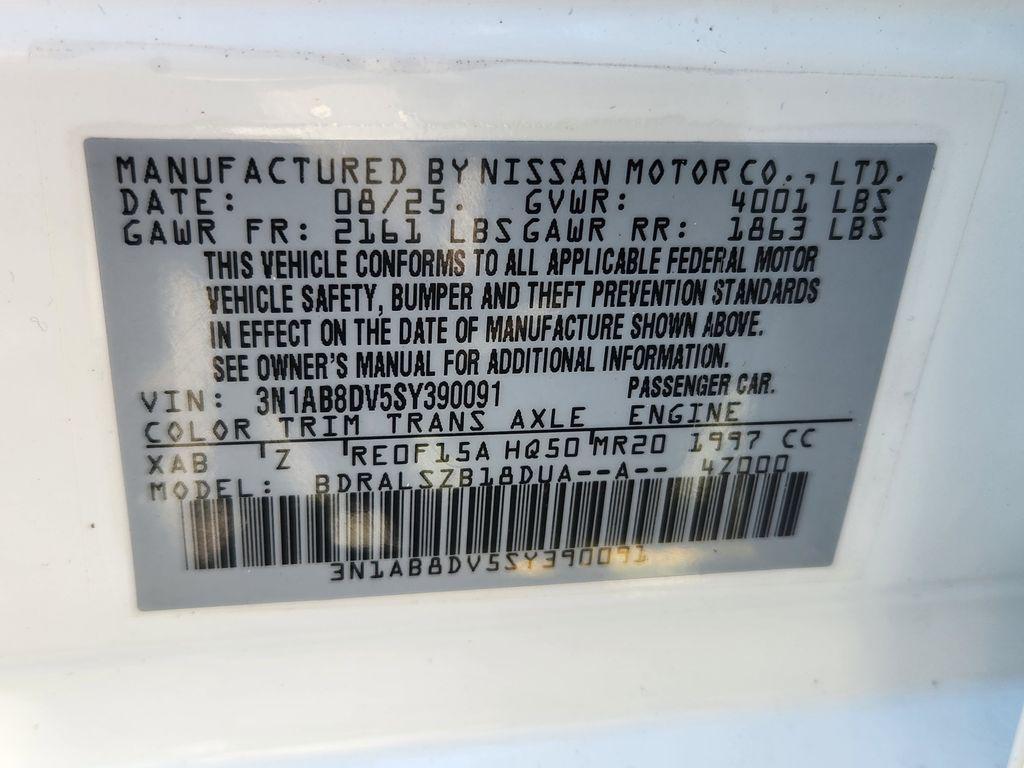 MANUFACTURED BY NISSAN MOTOR CO., LTD.
DATE: 08/25. GVWR: 4001 LBS
GAWR FR: 2161 LBS GAWR RR: 1863 LBS
THIS VEHICLE CONFORMS TO ALL APPLICABLE FEDERAL MOTOR
VEHICLE SAFETY, BUMPER AND THEFT PREVENTION STANDARDS
IN EFFECT ON THE DATE OF MANUFACTURE SHOWN ABOVE.
SEE OWNER'S MANUAL FOR ADDITIONAL INFORMATION.
VIN: 3N1AB8DV5SY390091 PASSENGER CAR.
COLOR TRIM TRANS AXLE ENGINE
XAB Z RE0F15A HQ50 MR20 1997 CC
MODEL: BDRALSZB18DUA--A-- 4Z000
3N1AB8DV5SY390091